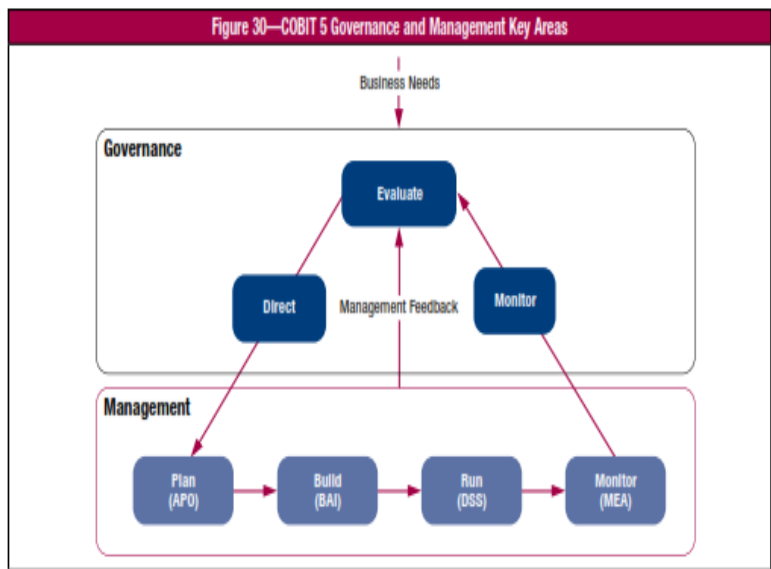 Figure 30—COBIT 5 Governance and Management Key Areas
Business Needs
Governance
Evaluate
Direct
Management Feedback
Monitor
Management
Plan
(APO)
Build
(BAI)
Run
(DSS)
Monitor
(MEA)